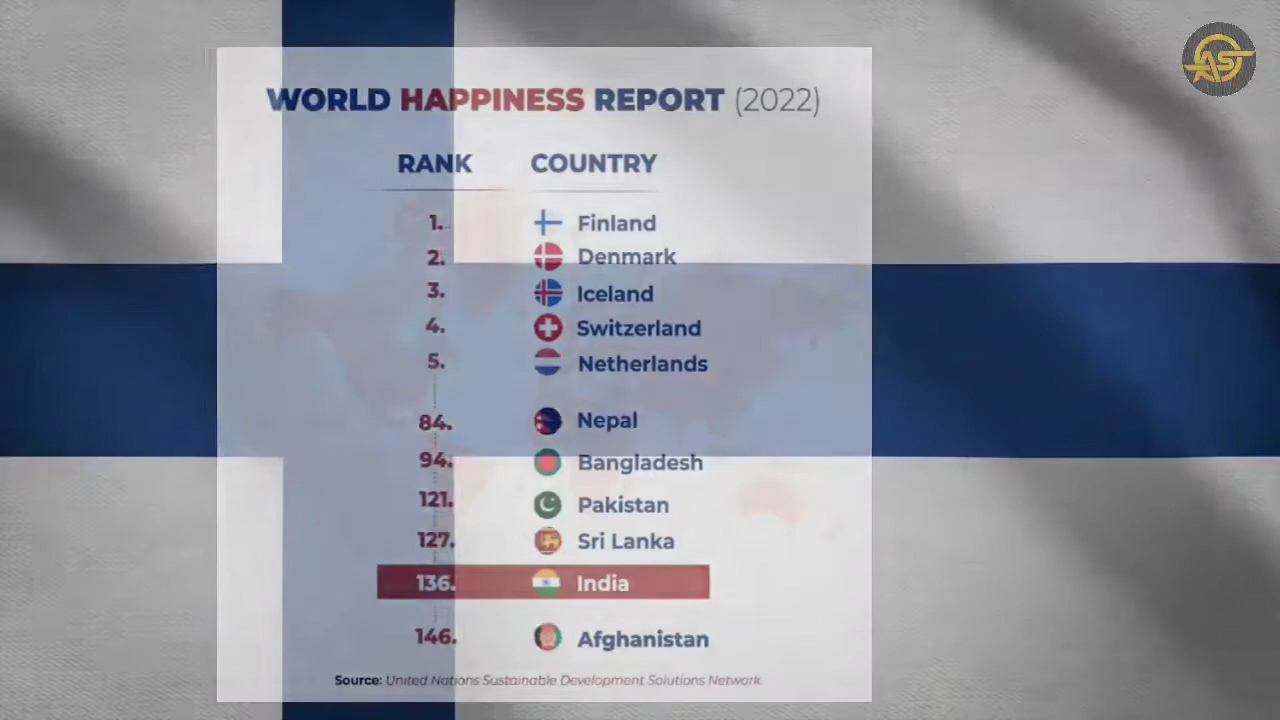 AST
WORLD HAPPINESS REPORT (2022)
RANK COUNTRY
1. Finland
2. Denmark
3. Iceland
4. Switzerland
5. Netherlands
84. Nepal
94. Bangladesh
121. Pakistan
127. Sri Lanka
136. India
146. Afghanistan
Source: United Nations Sustainable Development Solutions Network